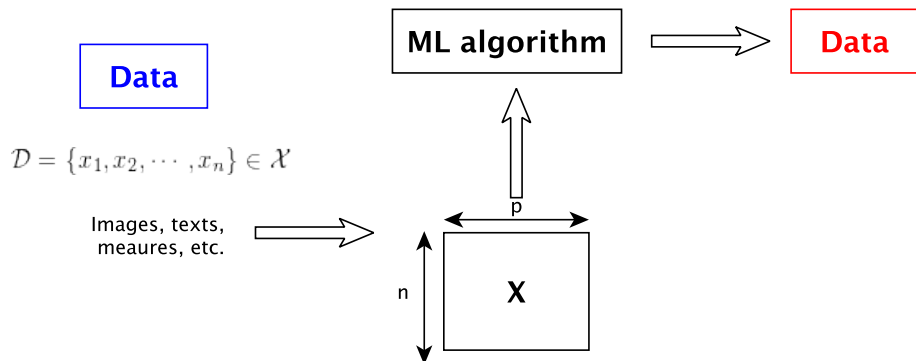 Data
𝒟 = {x₁, x₂, ⋯ , xₙ} ∈ 𝒳
Images, texts,
meaures, etc.
ML algorithm
Data
p
n
X